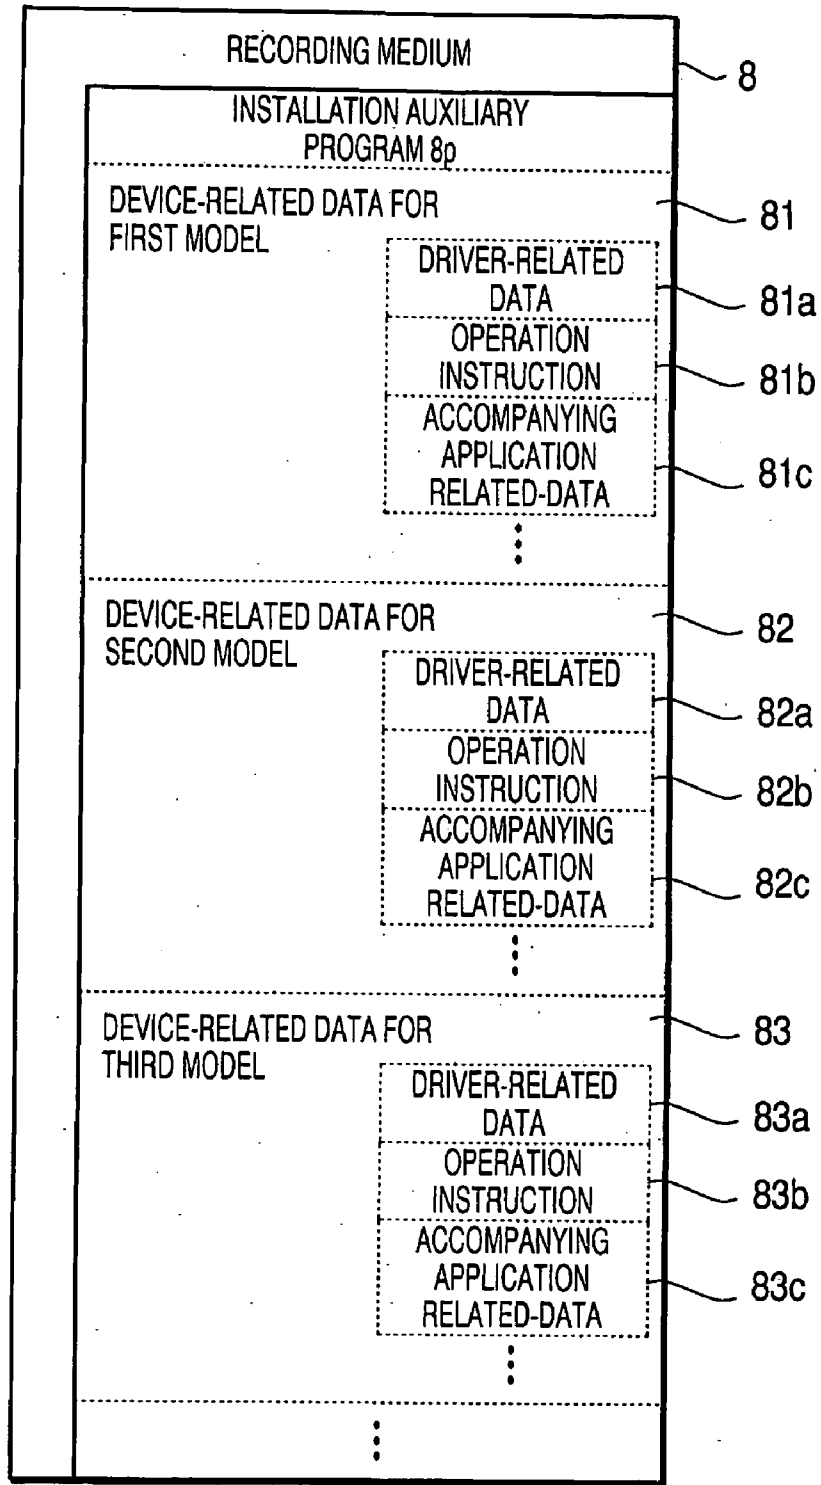 RECORDING MEDIUM
8
INSTALLATION AUXILIARY
PROGRAM 8p
DEVICE-RELATED DATA FOR
FIRST MODEL
81
DRIVER-RELATED
DATA
81a
OPERATION
INSTRUCTION
81b
ACCOMPANYING
APPLICATION
RELATED-DATA
81c
DEVICE-RELATED DATA FOR
SECOND MODEL
82
DRIVER-RELATED
DATA
82a
OPERATION
INSTRUCTION
82b
ACCOMPANYING
APPLICATION
RELATED-DATA
82c
DEVICE-RELATED DATA FOR
THIRD MODEL
83
DRIVER-RELATED
DATA
83a
OPERATION
INSTRUCTION
83b
ACCOMPANYING
APPLICATION
RELATED-DATA
83c